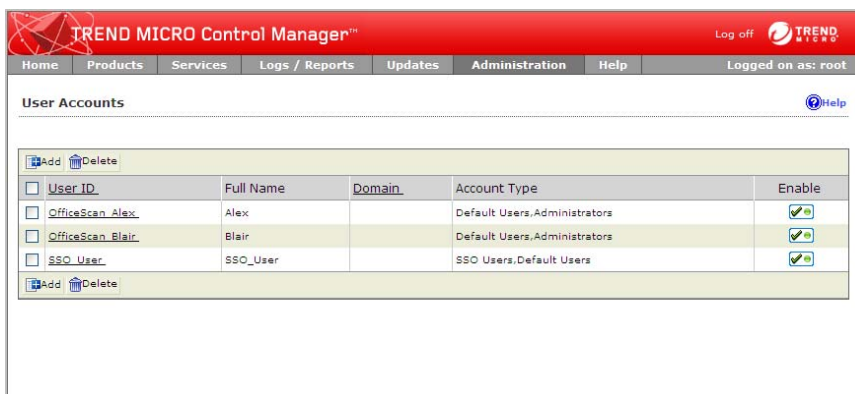 TREND MICRO Control Manager™ Log off TREND MICRO
Home Products Services Logs / Reports Updates Administration Help Logged on as: root
User Accounts Help
Add Delete
User ID Full Name Domain Account Type Enable
OfficeScan_Alex Alex Default Users,Administrators
OfficeScan_Blair Blair Default Users,Administrators
SSO_User SSO_User SSO Users,Default Users
Add Delete